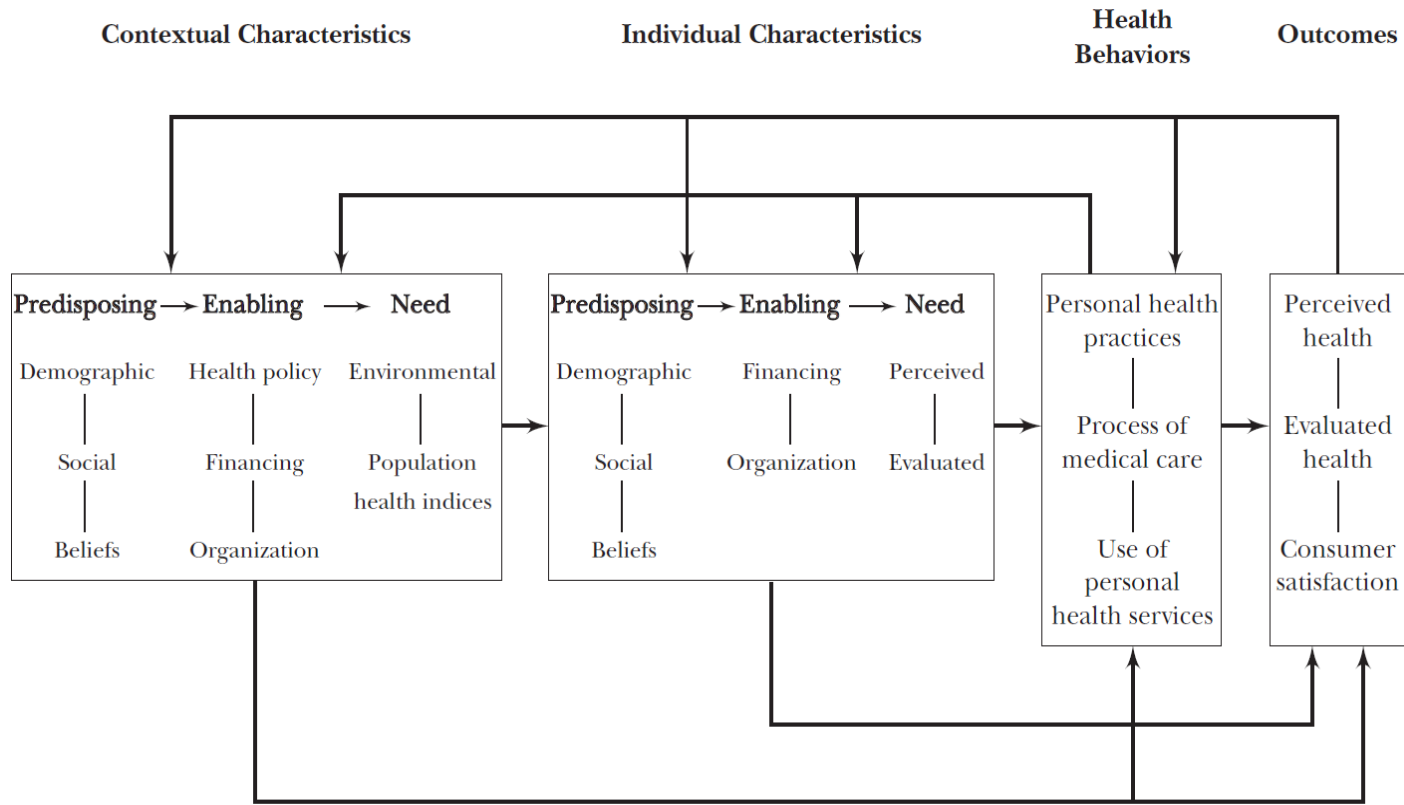 Contextual Characteristics
Individual Characteristics
Health
Behaviors
Outcomes
Predisposing Enabling Need
Demographic
Social
Beliefs
Health policy
Financing
Organization
Environmental
Population
health indices
Predisposing Enabling Need
Demographic
Social
Beliefs
Financing
Organization
Perceived
Evaluated
Personal health
practices
Process of
medical care
Use of
personal
health services
Perceived
health
Evaluated
health
Consumer
satisfaction